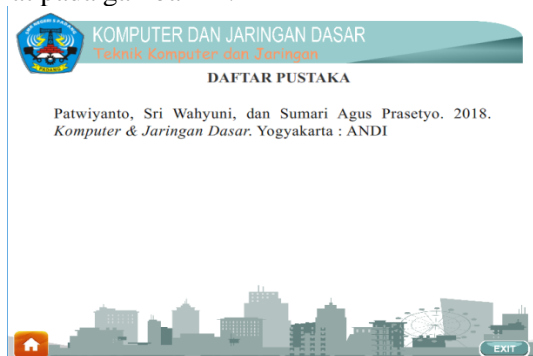 KOMPUTER DAN JARINGAN DASAR
Teknik Komputer dan Jaringan
PADANG
DAFTAR PUSTAKA
Patwiyanto, Sri Wahyuni, dan Sumari Agus Prasetyo. 2018.
Komputer & Jaringan Dasar. Yogyakarta : ANDI
EXIT